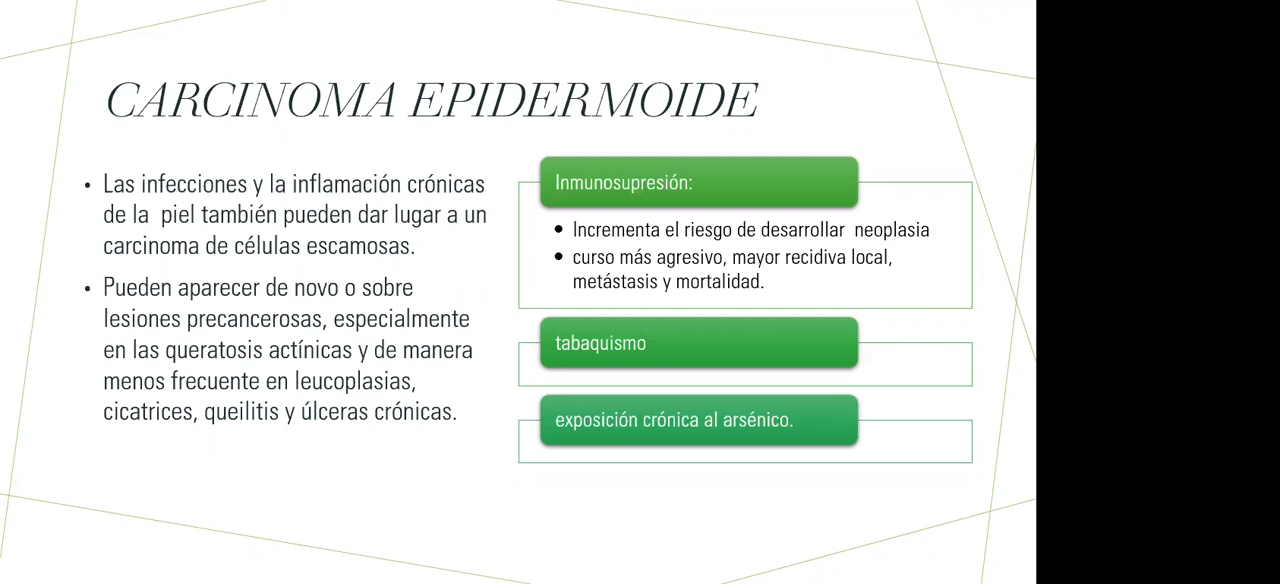 CARCINOMA EPIDERMOIDE
• Las infecciones y la inflamación crónicas
de la piel también pueden dar lugar a un
carcinoma de células escamosas.
• Pueden aparecer de novo o sobre
lesiones precancerosas, especialmente
en las queratosis actínicas y de manera
menos frecuente en leucoplasias,
cicatrices, queilitis y úlceras crónicas.
Inmunosupresión:
• Incrementa el riesgo de desarrollar neoplasia
• curso más agresivo, mayor recidiva local,
metástasis y mortalidad.
tabaquismo
exposición crónica al arsénico.